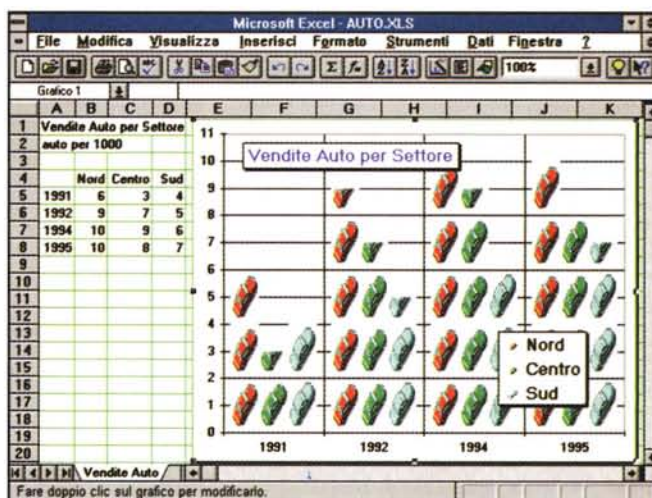 Microsoft Excel - AUTO.XLS
File Modifica Visualizza Inserisci Formato Strumenti Dati Finestra ?
100%
Grafico 1
A B C D E F G H I J K
1 Vendite Auto per Settore
2 auto per 1000
3
4 Nord Centro Sud
5 1991 6 3 4
6 1992 9 7 5
7 1994 10 9 6
8 1995 10 8 7
9
10
11
12
13
14
15
16
17
18
19
20
Vendite Auto per Settore
11
10
9
8
7
6
5
4
3
2
1
0
1991 1992 1994 1995
Nord
Centro
Sud
Vendite Auto
Fare doppio clic sul grafico per modificarlo.